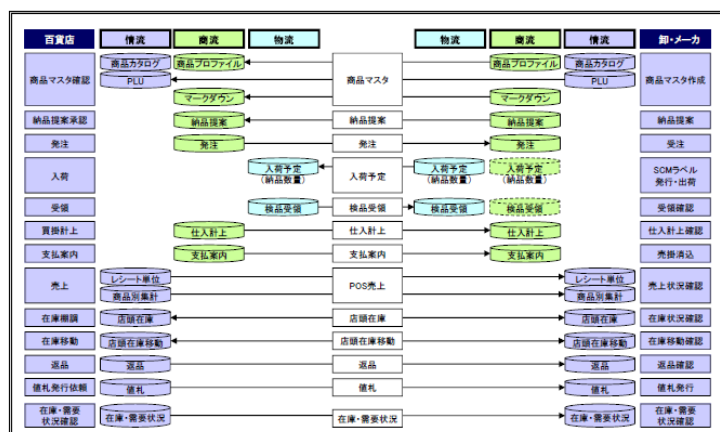 百貨店 情流 商流 物流 物流 商流 情流 卸・メーカ
商品マスタ確認 商品カタログ 商品プロファイル 商品マスタ 商品プロファイル 商品カタログ 商品マスタ作成
PLU PLU
マークダウン マークダウン
納品提案承認 納品提案 納品提案 納品提案 納品提案
発注 発注 発注 発注 受注
入荷 入荷予定 入荷予定 入荷予定 入荷予定 SCMラベル
(納品数量) (納品数量) (納品数量) 発行・出荷
受領 検品受領 検品受領 検品受領 検品受領 受領確認
買掛計上 仕入計上 仕入計上 仕入計上 仕入計上確認
支払案内 支払案内 支払案内 支払案内 売掛消込
売上 レシート単位 POS売上 レシート単位 売上状況確認
商品別集計 商品別集計
在庫棚調 店頭在庫 店頭在庫 店頭在庫 在庫状況確認
在庫移動 店頭在庫移動 店頭在庫移動 店頭在庫移動 在庫移動確認
返品 返品 返品 返品 返品確認
値札発行依頼 値札 値札 値札 値札発行
在庫・需要 在庫・需要状況 在庫・需要状況 在庫・需要状況 在庫・需要
状況確認 状況確認